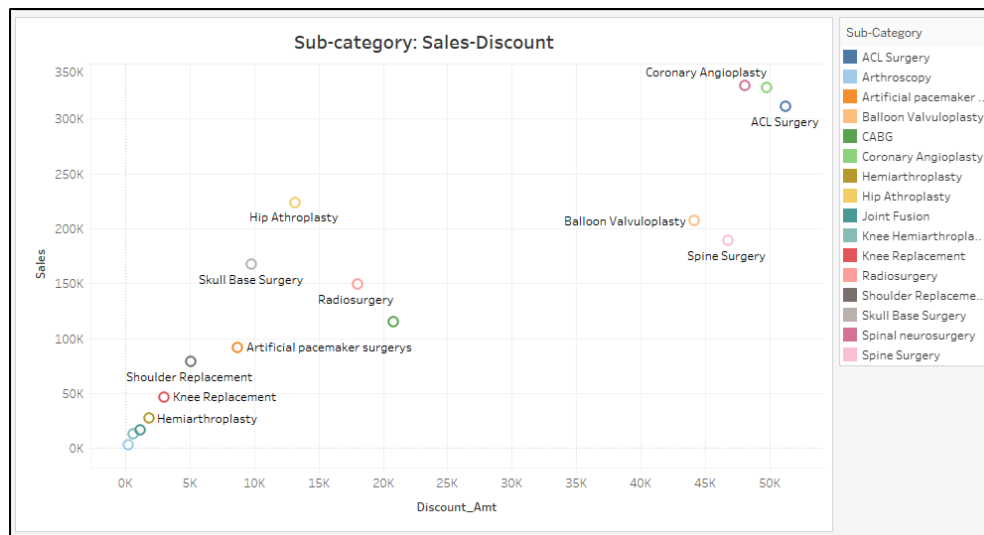 Sub-category: Sales-Discount
350K
300K
250K
200K
150K
100K
50K
0K
Sales
Coronary Angioplasty
ACL Surgery
Hip Athroplasty
Balloon Valvuloplasty
Spine Surgery
Skull Base Surgery
Radiosurgery
Artificial pacemaker surgerys
Shoulder Replacement
Knee Replacement
Hemiarthroplasty
0K 5K 10K 15K 20K 25K 30K 35K 40K 45K 50K
Discount_Amt
Sub-Category
ACL Surgery
Arthroscopy
Artificial pacemaker ..
Balloon Valvuloplasty
CABG
Coronary Angioplasty
Hemiarthroplasty
Hip Athroplasty
Joint Fusion
Knee Hemiarthropla..
Knee Replacement
Radiosurgery
Shoulder Replaceme..
Skull Base Surgery
Spinal neurosurgery
Spine Surgery